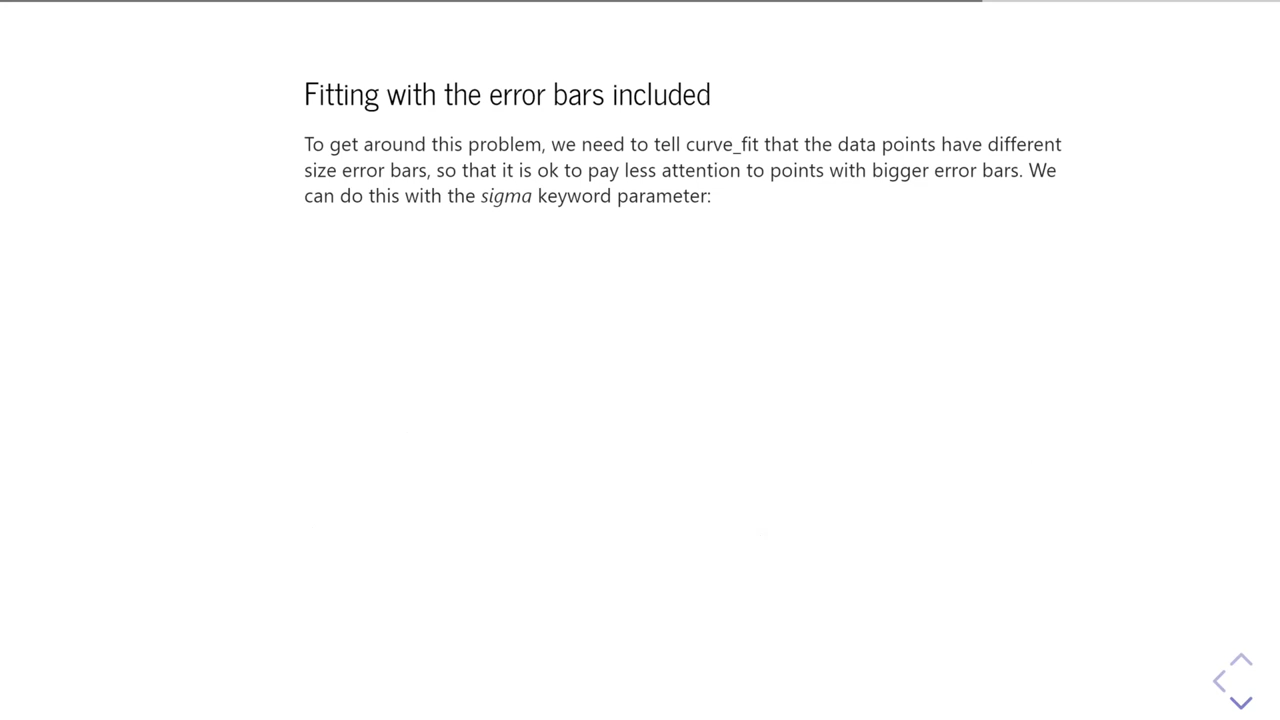 Fitting with the error bars included
To get around this problem, we need to tell curve_fit that the data points have different
size error bars, so that it is ok to pay less attention to points with bigger error bars. We
can do this with the sigma keyword parameter: